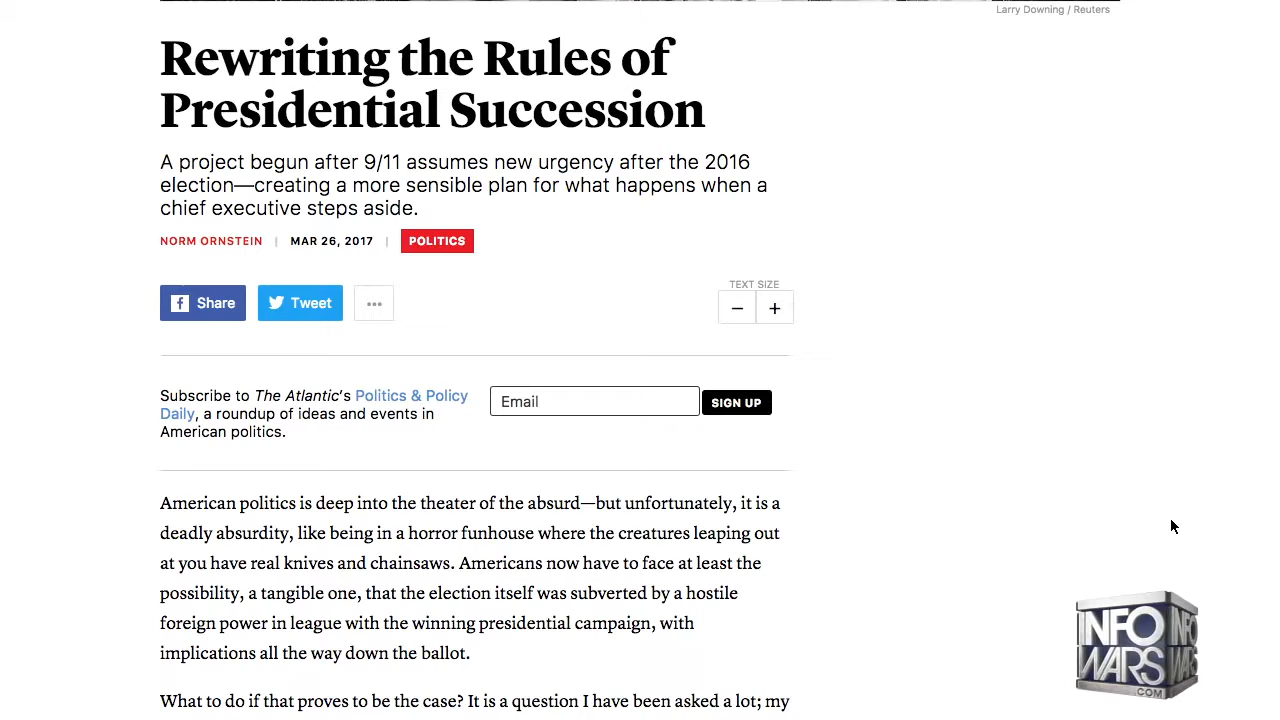 Larry Downing / Reuters
Rewriting the Rules of
Presidential Succession
A project begun after 9/11 assumes new urgency after the 2016
election—creating a more sensible plan for what happens when a
chief executive steps aside.
NORM ORNSTEIN | MAR 26, 2017 | POLITICS
TEXT SIZE
f Share Tweet ••• − +
Subscribe to The Atlantic's Politics & Policy
Daily, a roundup of ideas and events in
American politics.
Email SIGN UP
American politics is deep into the theater of the absurd—but unfortunately, it is a
deadly absurdity, like being in a horror funhouse where the creatures leaping out
at you have real knives and chainsaws. Americans now have to face at least the
possibility, a tangible one, that the election itself was subverted by a hostile
foreign power in league with the winning presidential campaign, with
implications all the way down the ballot.
What to do if that proves to be the case? It is a question I have been asked a lot; my
INFO
WARS
.COM
INFO
WARS